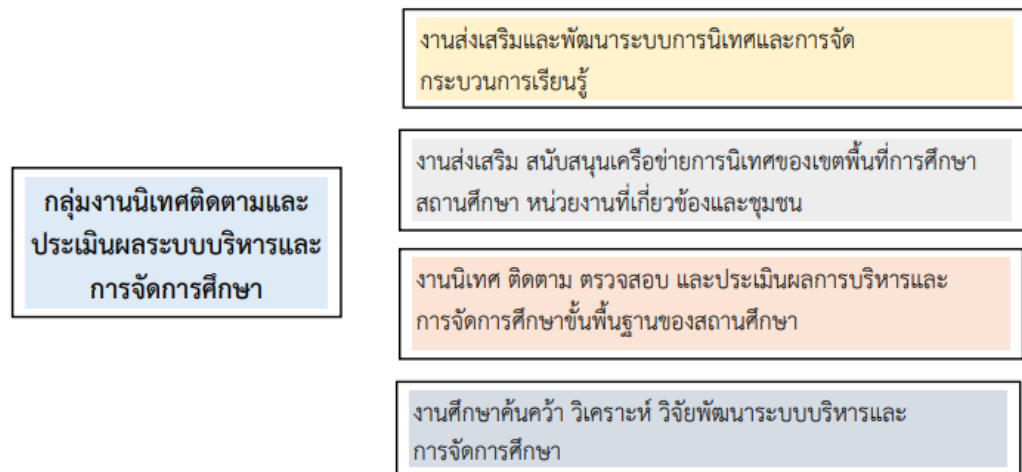 งานส่งเสริมและพัฒนาระบบการนิเทศและการจัด
กระบวนการเรียนรู้
งานส่งเสริม สนับสนุนเครือข่ายการนิเทศของเขตพื้นที่การศึกษา
สถานศึกษา หน่วยงานที่เกี่ยวข้องและชุมชน
กลุ่มงานนิเทศติดตามและ
ประเมินผลระบบบริหารและ
การจัดการศึกษา
งานนิเทศ ติดตาม ตรวจสอบ และประเมินผลการบริหารและ
การจัดการศึกษาขั้นพื้นฐานของสถานศึกษา
งานศึกษาค้นคว้า วิเคราะห์ วิจัยพัฒนาระบบบริหารและ
การจัดการศึกษา